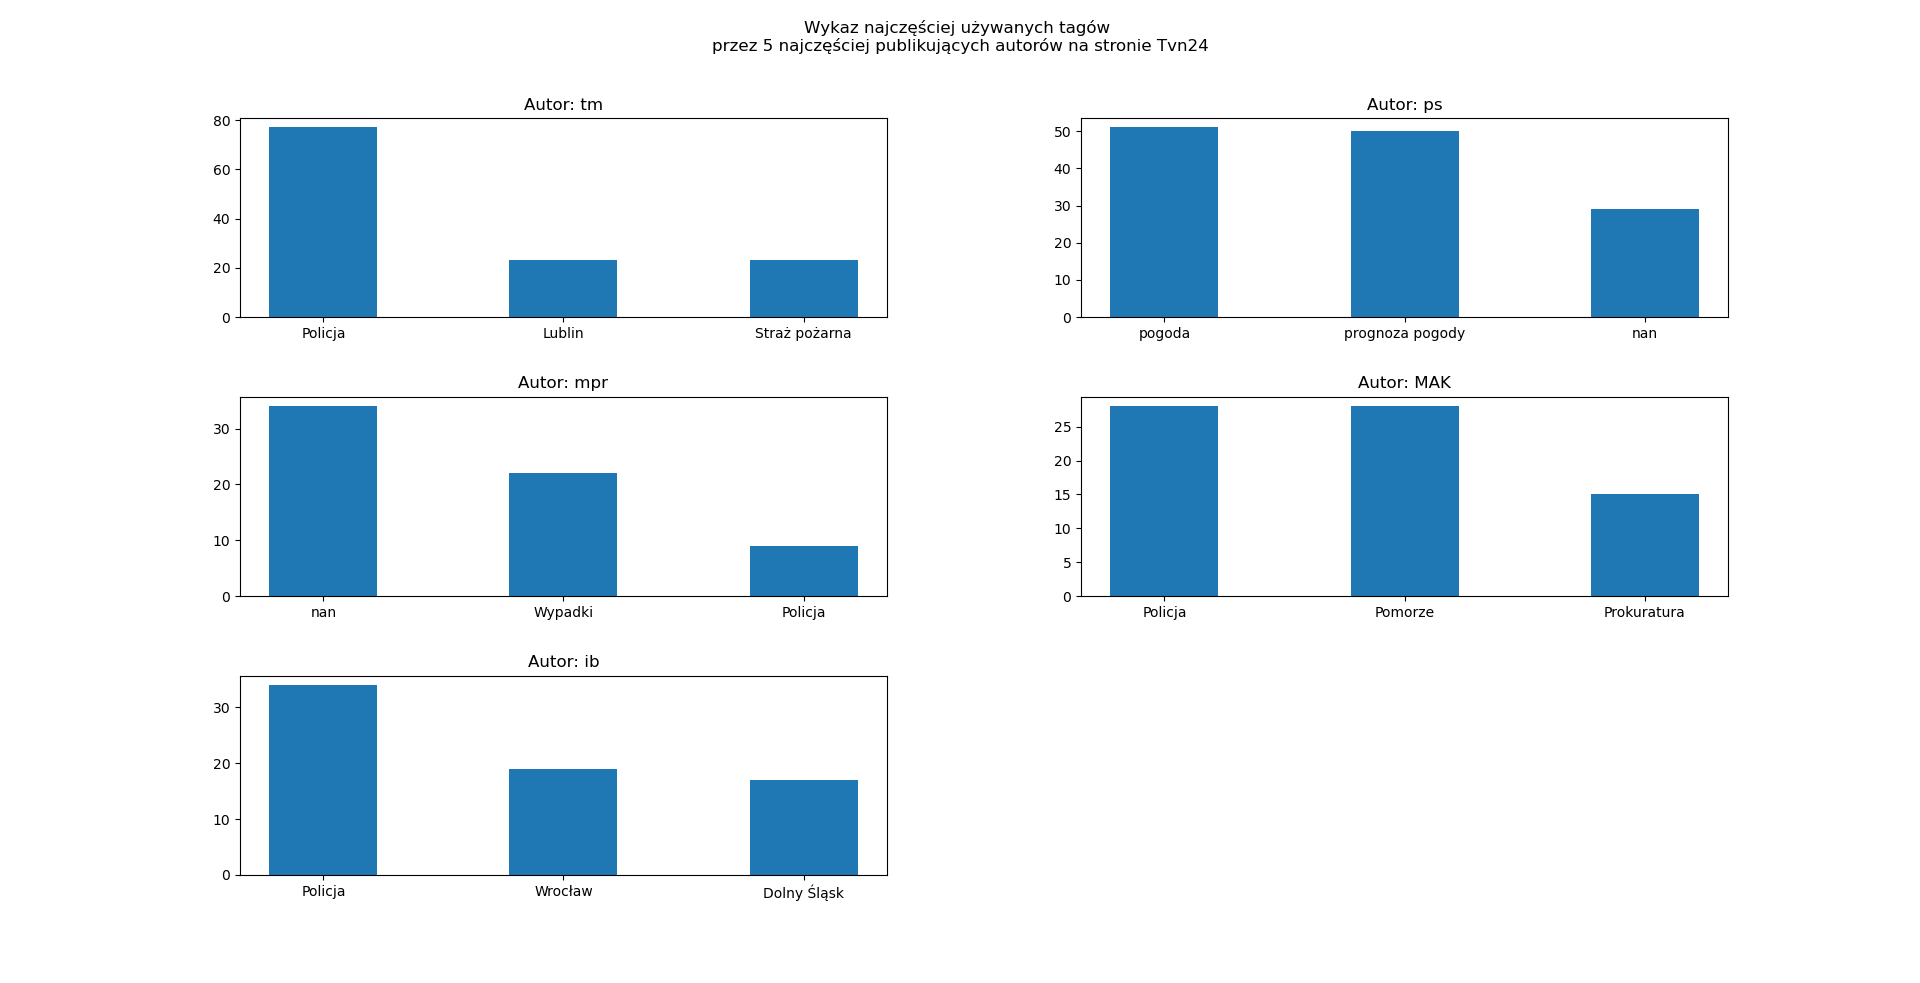 Wykaz najczęściej używanych tagów
przez 5 najczęściej publikujących autorów na stronie Tvn24
Autor: tm
80
60
40
20
0
Policja Lublin Straż pożarna
Autor: ps
50
40
30
20
10
0
pogoda prognoza pogody nan
Autor: mpr
30
20
10
0
nan Wypadki Policja
Autor: MAK
25
20
15
10
5
0
Policja Pomorze Prokuratura
Autor: ib
30
20
10
0
Policja Wrocław Dolny Śląsk